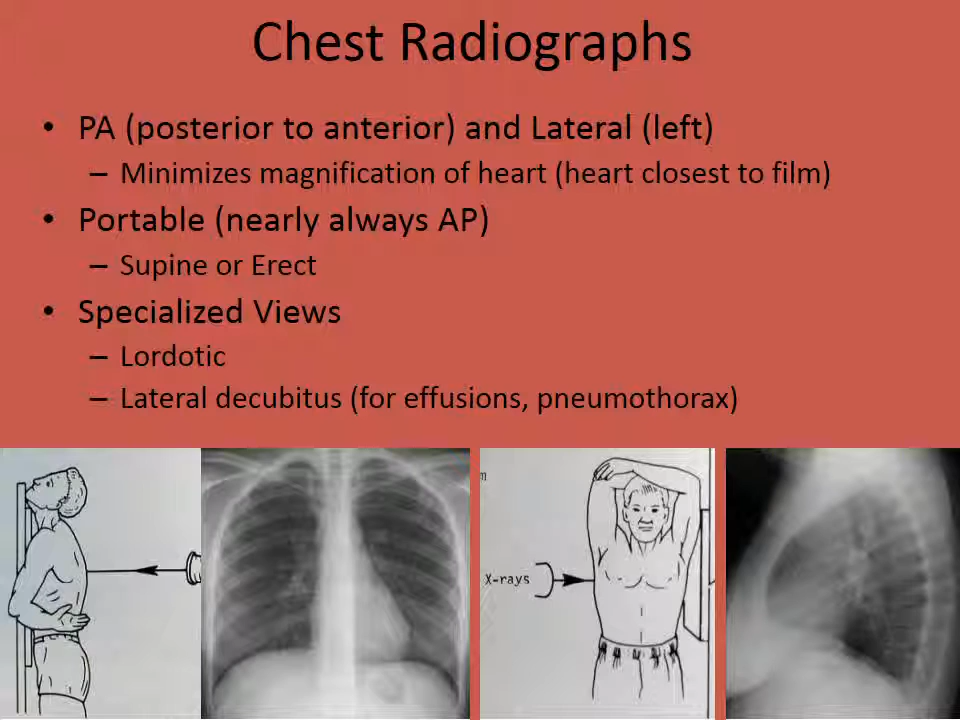 Chest Radiographs
• PA (posterior to anterior) and Lateral (left)
– Minimizes magnification of heart (heart closest to film)
• Portable (nearly always AP)
– Supine or Erect
• Specialized Views
– Lordotic
– Lateral decubitus (for effusions, pneumothorax)
X-rays